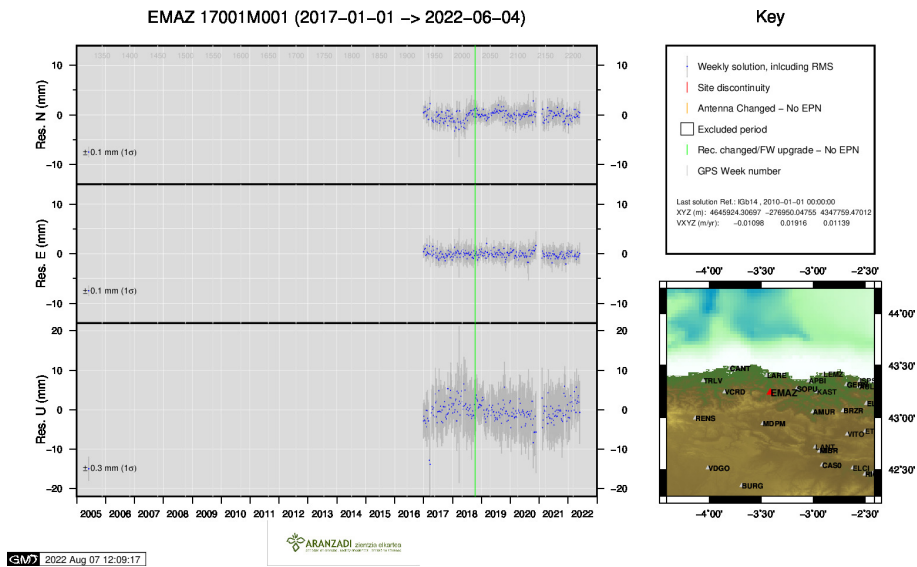 EMAZ 17001M001 (2017−01−01 −> 2022−06−04)
Key
1350 1400 1450 1500 1550 1600 1650 1700 1750 1800 1850 1900 1950 2000 2050 2100 2150 2200
Res. N (mm)
10 10
0 0
−10 −10
±0.1 mm (1σ)
Res. E (mm)
10 10
0 0
−10 −10
±0.1 mm (1σ)
Res. U (mm)
20 20
10 10
0 0
−10 −10
−20 −20
±0.3 mm (1σ)
2005 2006 2007 2008 2009 2010 2011 2012 2013 2014 2015 2016 2017 2018 2019 2020 2021 2022
Weekly solution, inlcuding RMS
Site discontinuity
Antenna Changed − No EPN
Excluded period
Rec. changed/FW upgrade − No EPN
GPS Week number
Last solution Ref.: IGb14 , 2010−01−01 00:00:00
XYZ (m): 4645924.30697 −276950.04755 4347759.47012
VXYZ (m/yr): −0.01098 0.01916 0.01139
−4˚00' −3˚30' −3˚00' −2˚30'
44˚00'
43˚30'
43˚00'
42˚30'
CANT LARE LEMZ
TRLV APBI
VCRD EMAZ SOPU KAST
RENS MDPM AMUR BRZR
VITO
LANT
VDGO CAS0 ELCI
BURG
−4˚00' −3˚30' −3˚00' −2˚30'
ARANZADI zientzia elkartea
GMT 2022 Aug 07 12:09:17